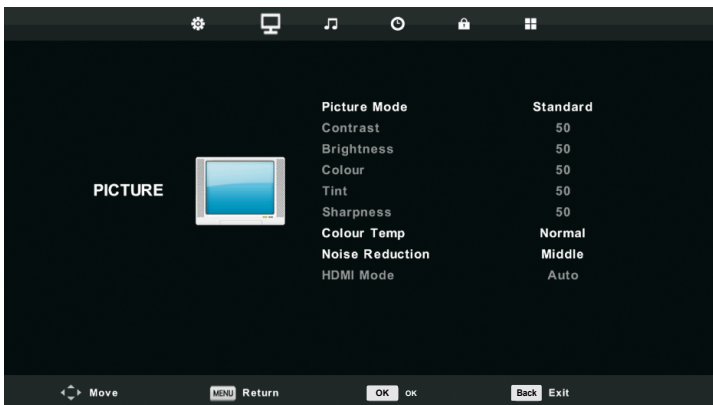 Picture Mode Standard
Contrast 50
Brightness 50
Colour 50
PICTURE
Tint 50
Sharpness 50
Colour Temp Normal
Noise Reduction Middle
HDMI Mode Auto
Move MENU Return OK OK Back Exit